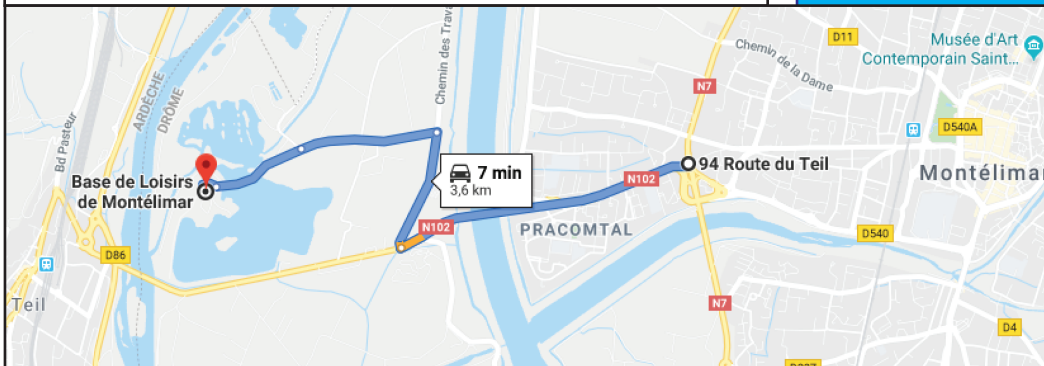 D11
Musée d'Art
Contemporain Saint...
Chemin de la Dame
Chemin des Trava
N7
ARDÈCHE
DRÔME
Bd Pasteur
D540A
7 min
3,6 km
94 Route du Teil
Montélimar
Base de Loisirs
de Montélimar
N102
N102
PRACOMTAL
D540
D86
Teil
N7
D4